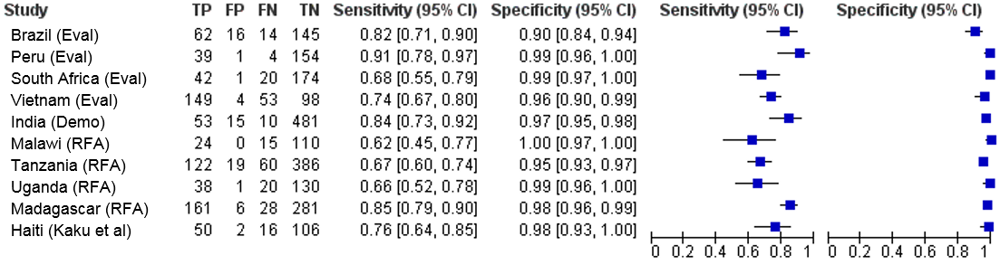 Study TP FP FN TN Sensitivity (95% CI) Specificity (95% CI) Sensitivity (95% CI) Specificity (95% CI)
Brazil (Eval) 62 16 14 145 0.82 [0.71, 0.90] 0.90 [0.84, 0.94]
Peru (Eval) 39 1 4 154 0.91 [0.78, 0.97] 0.99 [0.96, 1.00]
South Africa (Eval) 42 1 20 174 0.68 [0.55, 0.79] 0.99 [0.97, 1.00]
Vietnam (Eval) 149 4 53 98 0.74 [0.67, 0.80] 0.96 [0.90, 0.99]
India (Demo) 53 15 10 481 0.84 [0.73, 0.92] 0.97 [0.95, 0.98]
Malawi (RFA) 24 0 15 110 0.62 [0.45, 0.77] 1.00 [0.97, 1.00]
Tanzania (RFA) 122 19 60 386 0.67 [0.60, 0.74] 0.95 [0.93, 0.97]
Uganda (RFA) 38 1 20 130 0.66 [0.52, 0.78] 0.99 [0.96, 1.00]
Madagascar (RFA) 161 6 28 281 0.85 [0.79, 0.90] 0.98 [0.96, 0.99]
Haiti (Kaku et al) 50 2 16 106 0.76 [0.64, 0.85] 0.98 [0.93, 1.00]
0 0.2 0.4 0.6 0.8 1 0 0.2 0.4 0.6 0.8 1